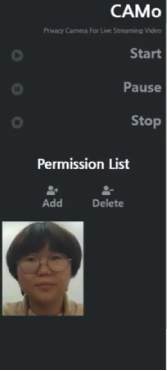 CAMo
Privacy Camera For Live Streaming Video
Start
Pause
Stop
Permission List
Add Delete